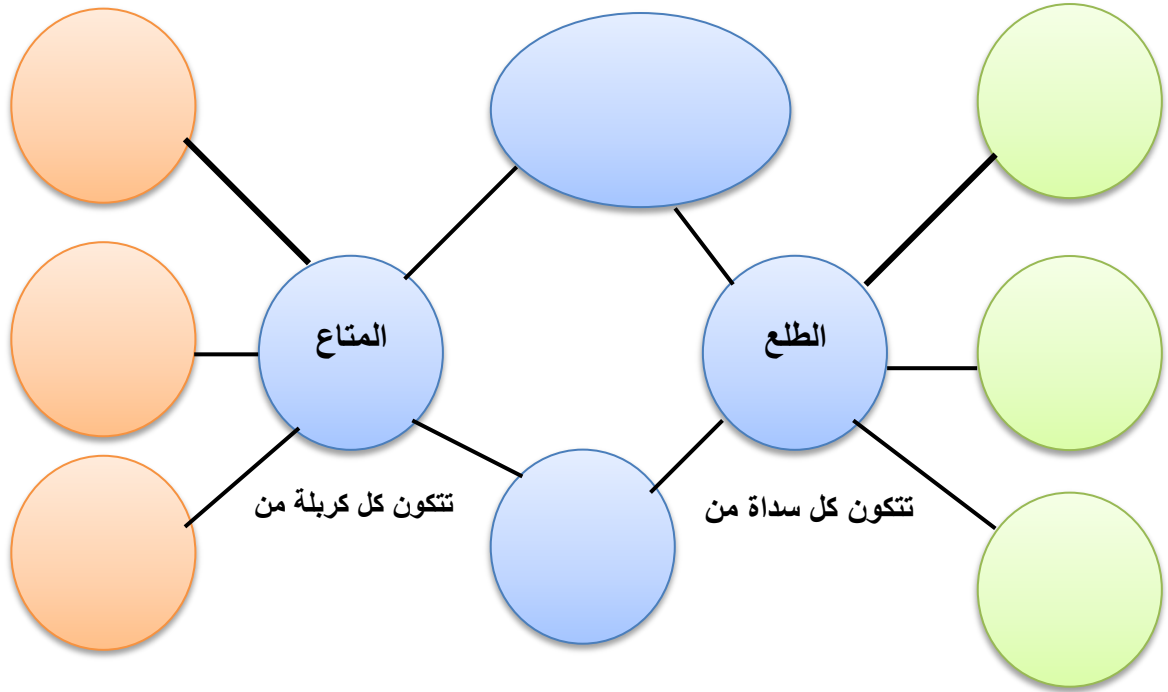 الطلع
المتاع
تتكون كل سداة من
تتكون كل كربلة من